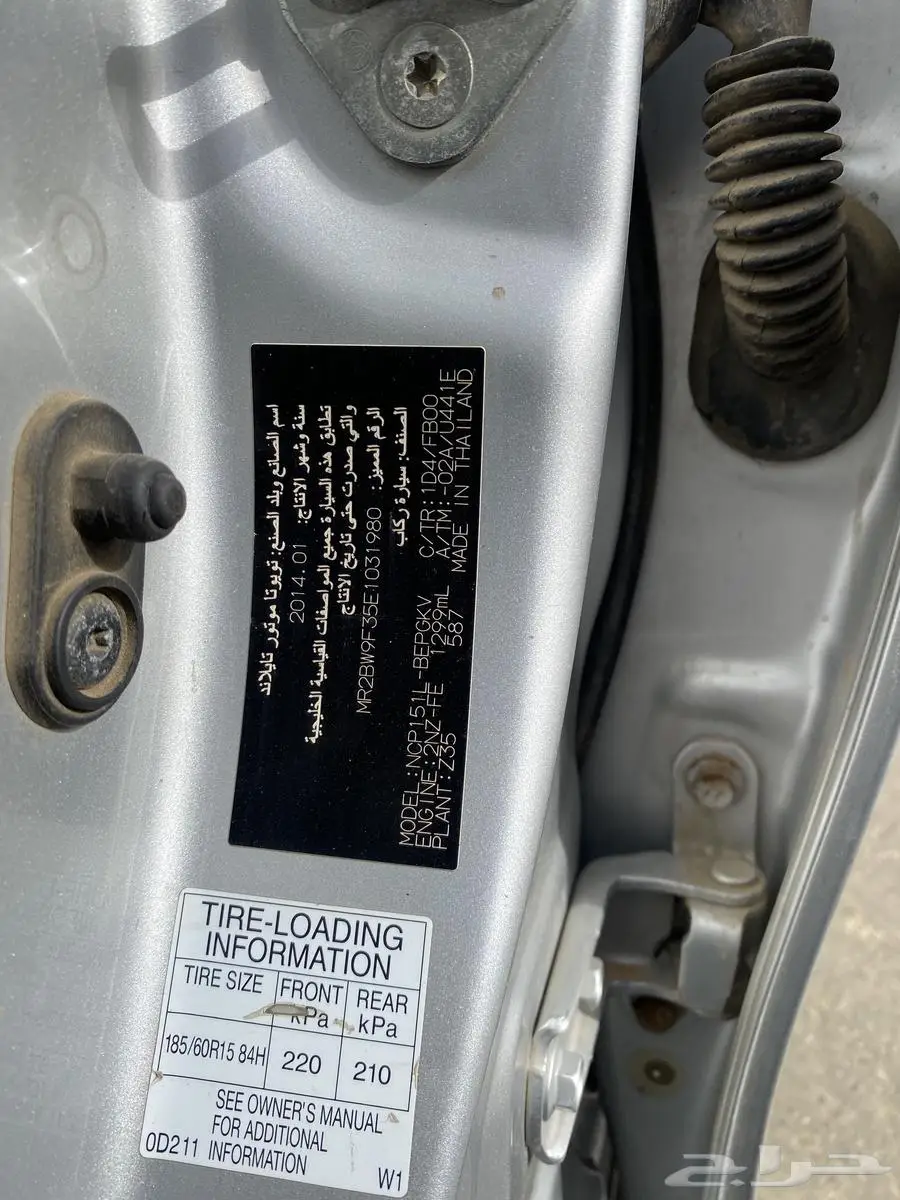 اسم الصانع وبلد الصنع: تويوتا موتور تايلاند
سنة وشهر الانتاج: 2014.01
تطابق هذه السيارة جميع المواصفات القياسية الخليجية
والتي صدرت حتى تاريخ الانتاج
الرقم المميز: MR2BW9F35E1031980
الصنف: سيارة ركاب
MODEL:NCP151L-BEPGKV C/TR:1D4/FB00
ENGINE:2NZ-FE 1299mL A/TM:-02A/U441E
PLANT:Z35 587 MADE IN THAILAND
TIRE-LOADING
INFORMATION
TIRE SIZE FRONT kPa REAR kPa
185/60R15 84H 220 210
SEE OWNER'S MANUAL
FOR ADDITIONAL
0D211 INFORMATION W1
حراج